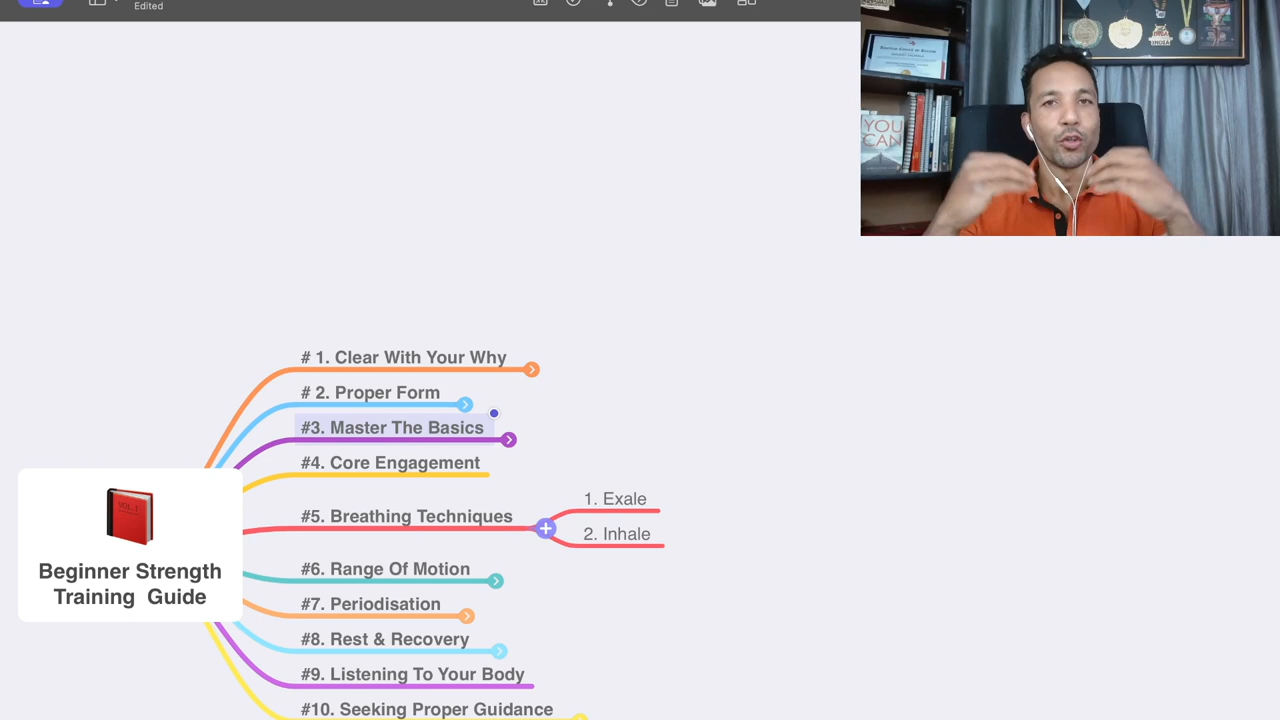 Edited
YOU
CAN
# 1. Clear With Your Why
# 2. Proper Form
#3. Master The Basics
#4. Core Engagement
#5. Breathing Techniques
1. Exale
2. Inhale
VOL. 1
Beginner Strength
Training Guide
#6. Range Of Motion
#7. Periodisation
#8. Rest & Recovery
#9. Listening To Your Body
#10. Seeking Proper Guidance